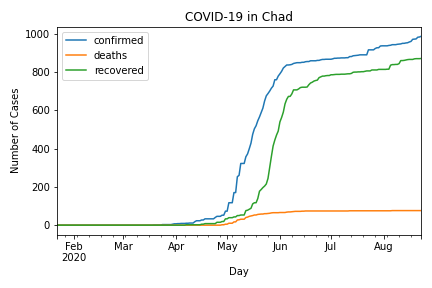 COVID-19 in Chad
1000
800
600
400
200
0
Number of Cases
confirmed
deaths
recovered
Feb Mar Apr May Jun Jul Aug
2020
Day